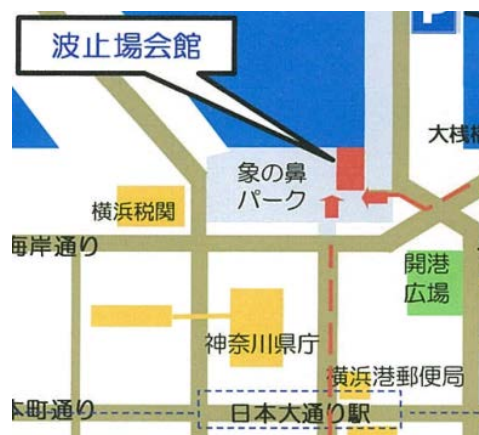 P
波止場会館
大桟橋
象の鼻
パーク
横浜税関
海岸通り
開港
広場
神奈川県庁
横浜港郵便局
本町通り
日本大通り駅